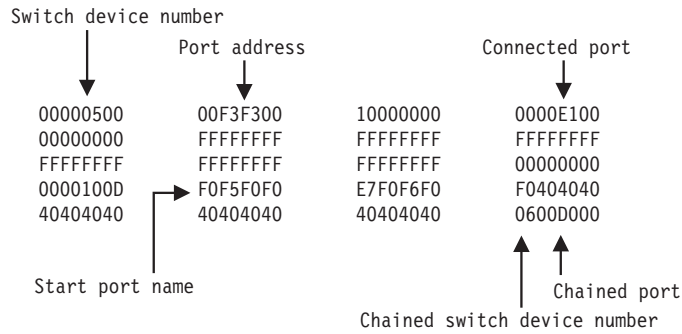 Switch device number
Port address Connected port
00000500 00F3F300 10000000 0000E100
00000000 FFFFFFFF FFFFFFFF FFFFFFFF
FFFFFFFF FFFFFFFF FFFFFFFF 00000000
0000100D F0F5F0F0 E7F0F6F0 F0404040
40404040 40404040 40404040 0600D000
Start port name Chained port
Chained switch device number